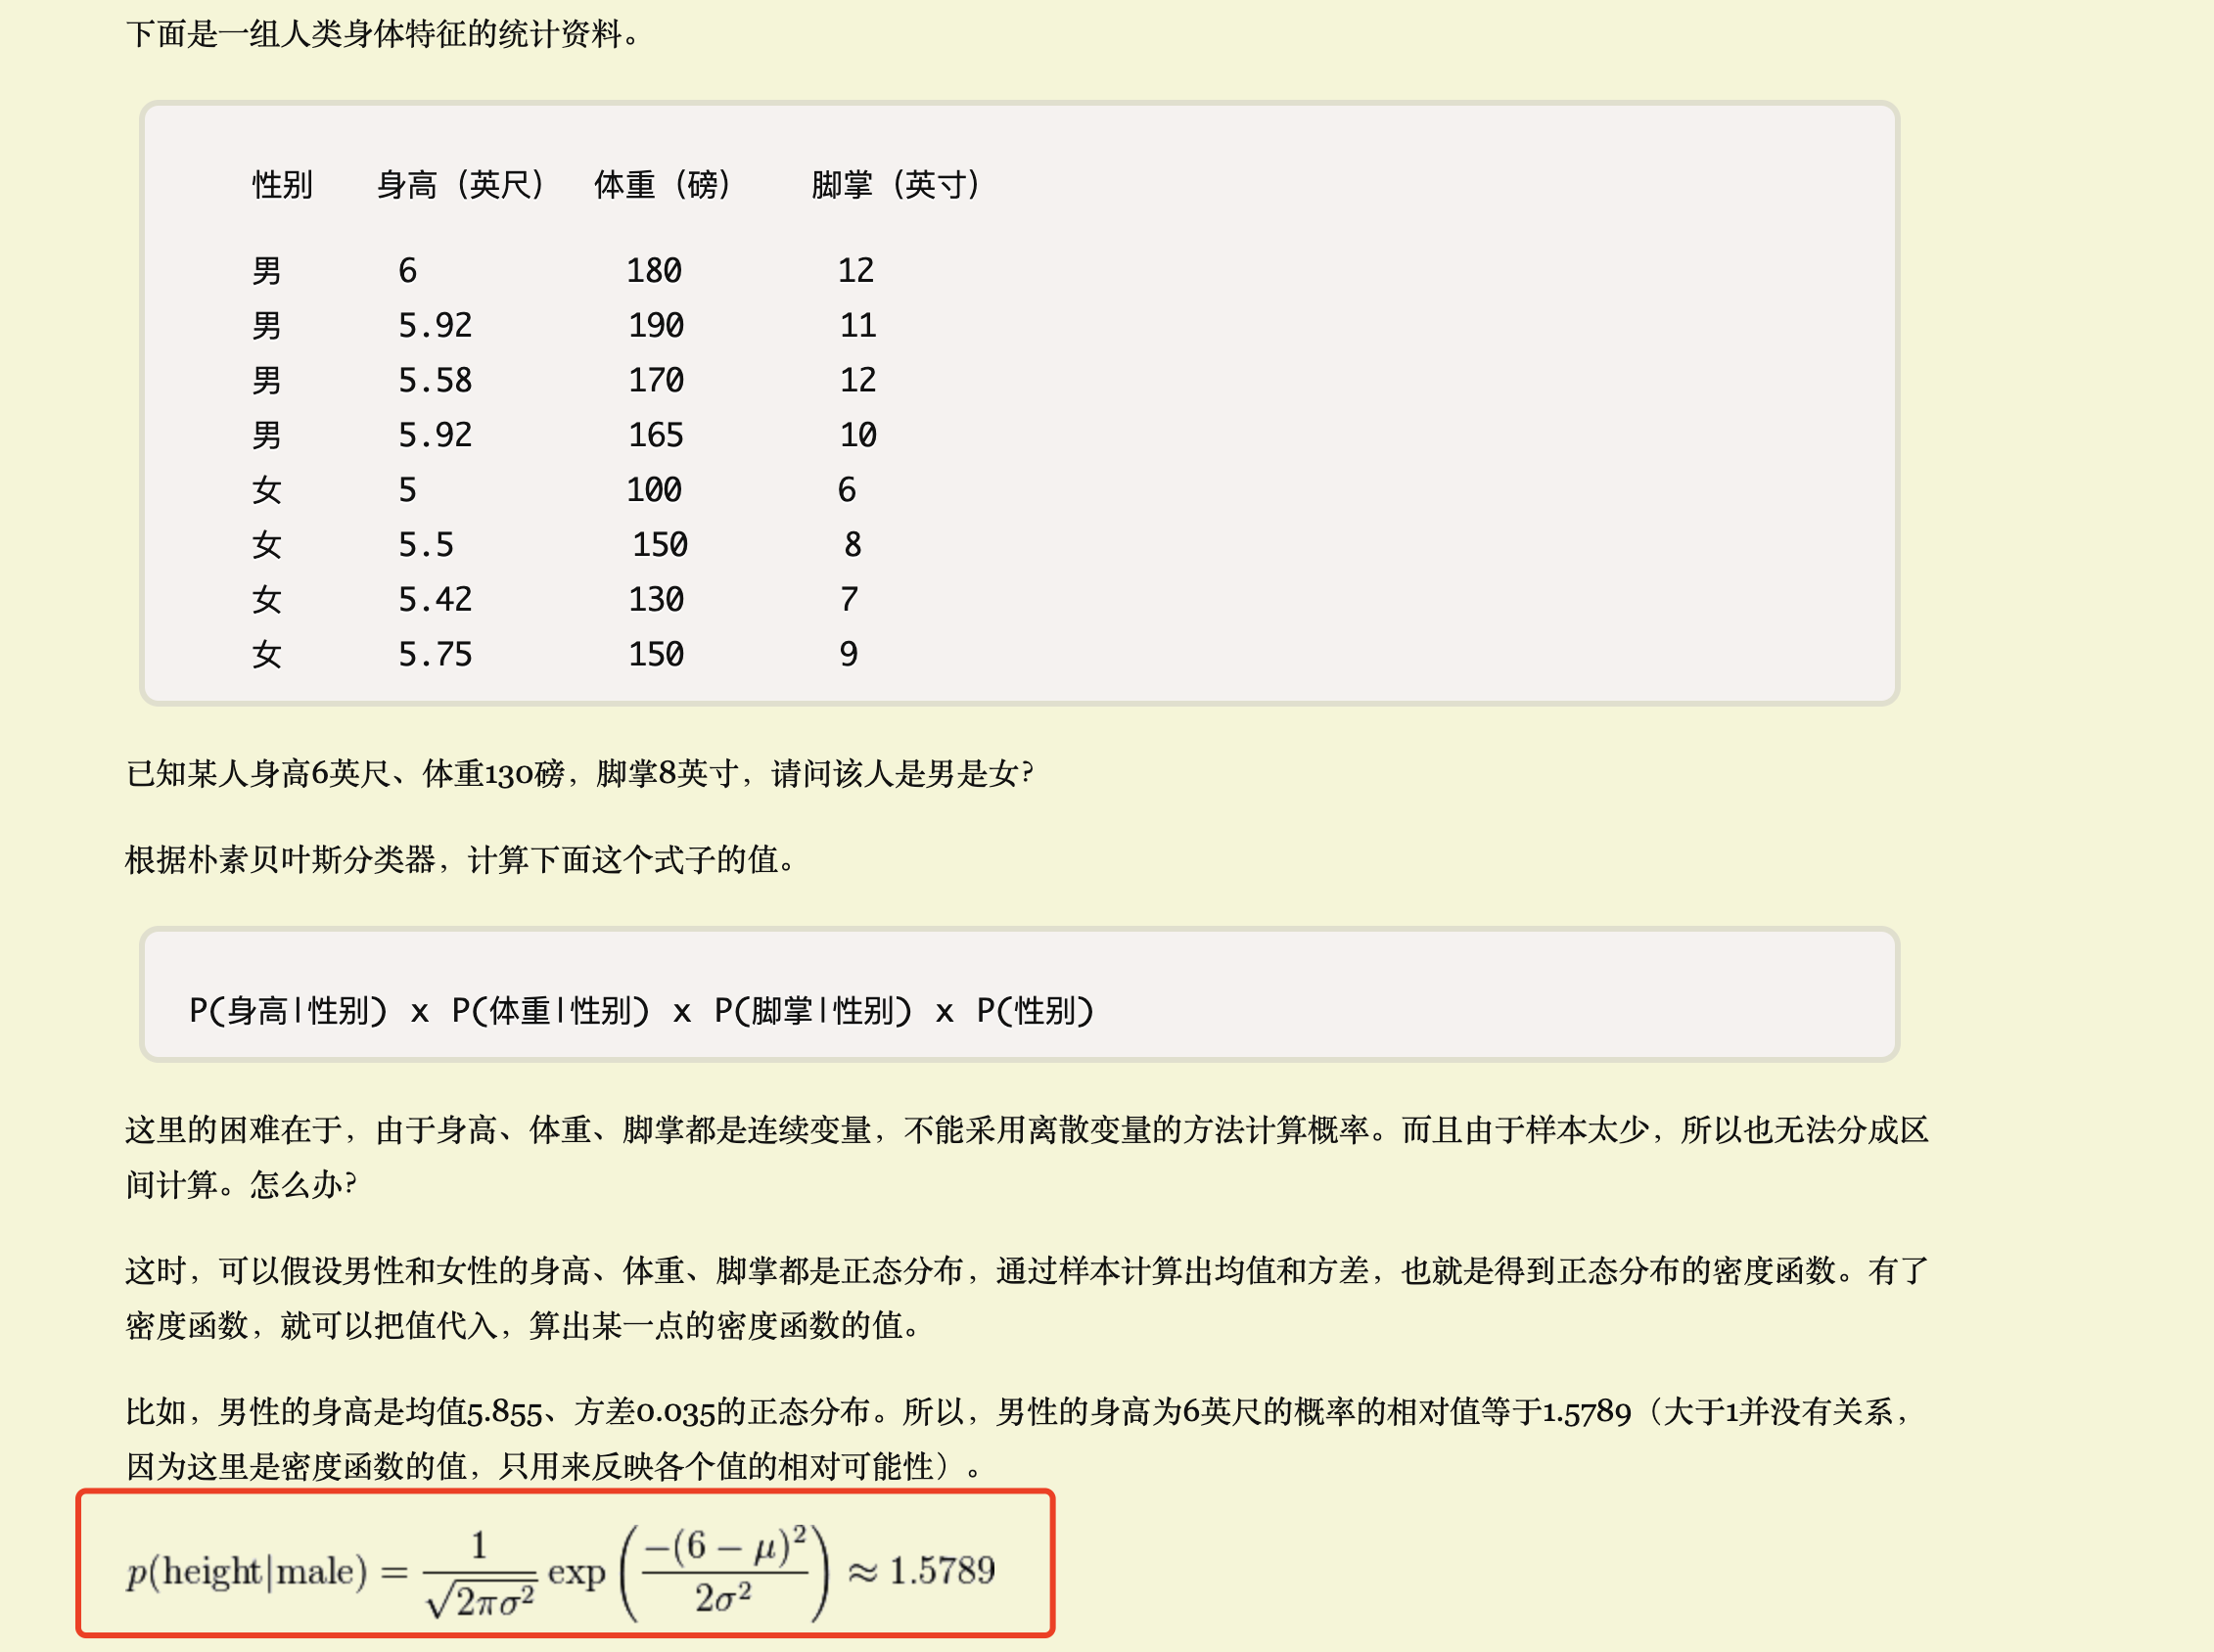 下面是一组人类身体特征的统计资料。
性别 身高（英尺） 体重（磅） 脚掌（英寸）
男 6 180 12
男 5.92 190 11
男 5.58 170 12
男 5.92 165 10
女 5 100 6
女 5.5 150 8
女 5.42 130 7
女 5.75 150 9
已知某人身高6英尺、体重130磅，脚掌8英寸，请问该人是男是女？
根据朴素贝叶斯分类器，计算下面这个式子的值。
P(身高|性别) x P(体重|性别) x P(脚掌|性别) x P(性别)
这里的困难在于，由于身高、体重、脚掌都是连续变量，不能采用离散变量的方法计算概率。而且由于样本太少，所以也无法分成区
间计算。怎么办？
这时，可以假设男性和女性的身高、体重、脚掌都是正态分布，通过样本计算出均值和方差，也就是得到正态分布的密度函数。有了
密度函数，就可以把值代入，算出某一点的密度函数的值。
比如，男性的身高是均值5.855、方差0.035的正态分布。所以，男性的身高为6英尺的概率的相对值等于1.5789（大于1并没有关系，
因为这里是密度函数的值，只用来反映各个值的相对可能性）。
p(height|male) = \frac{1}{\sqrt{2πσ²}} exp(\frac{-(6 − μ)²}{2σ²}) ≈ 1.5789